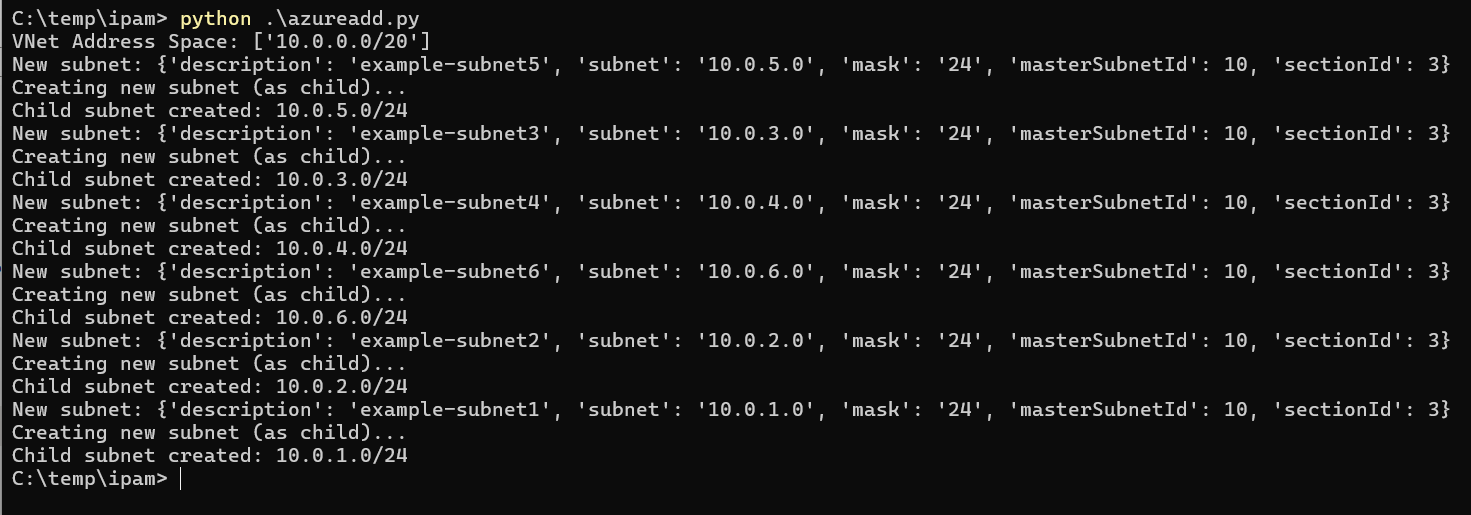 C:\temp\ipam> python .\azureadd.py
VNet Address Space: ['10.0.0.0/20']
New subnet: {'description': 'example-subnet5', 'subnet': '10.0.5.0', 'mask': '24', 'masterSubnetId': 10, 'sectionId': 3}
Creating new subnet (as child)...
Child subnet created: 10.0.5.0/24
New subnet: {'description': 'example-subnet3', 'subnet': '10.0.3.0', 'mask': '24', 'masterSubnetId': 10, 'sectionId': 3}
Creating new subnet (as child)...
Child subnet created: 10.0.3.0/24
New subnet: {'description': 'example-subnet4', 'subnet': '10.0.4.0', 'mask': '24', 'masterSubnetId': 10, 'sectionId': 3}
Creating new subnet (as child)...
Child subnet created: 10.0.4.0/24
New subnet: {'description': 'example-subnet6', 'subnet': '10.0.6.0', 'mask': '24', 'masterSubnetId': 10, 'sectionId': 3}
Creating new subnet (as child)...
Child subnet created: 10.0.6.0/24
New subnet: {'description': 'example-subnet2', 'subnet': '10.0.2.0', 'mask': '24', 'masterSubnetId': 10, 'sectionId': 3}
Creating new subnet (as child)...
Child subnet created: 10.0.2.0/24
New subnet: {'description': 'example-subnet1', 'subnet': '10.0.1.0', 'mask': '24', 'masterSubnetId': 10, 'sectionId': 3}
Creating new subnet (as child)...
Child subnet created: 10.0.1.0/24
C:\temp\ipam>